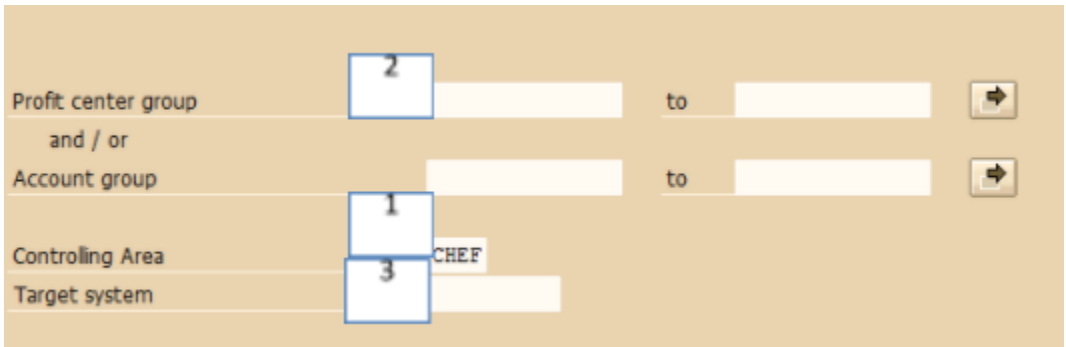 2
Profit center group to
and / or
Account group to
1
Controlling Area CHEF
3
Target system